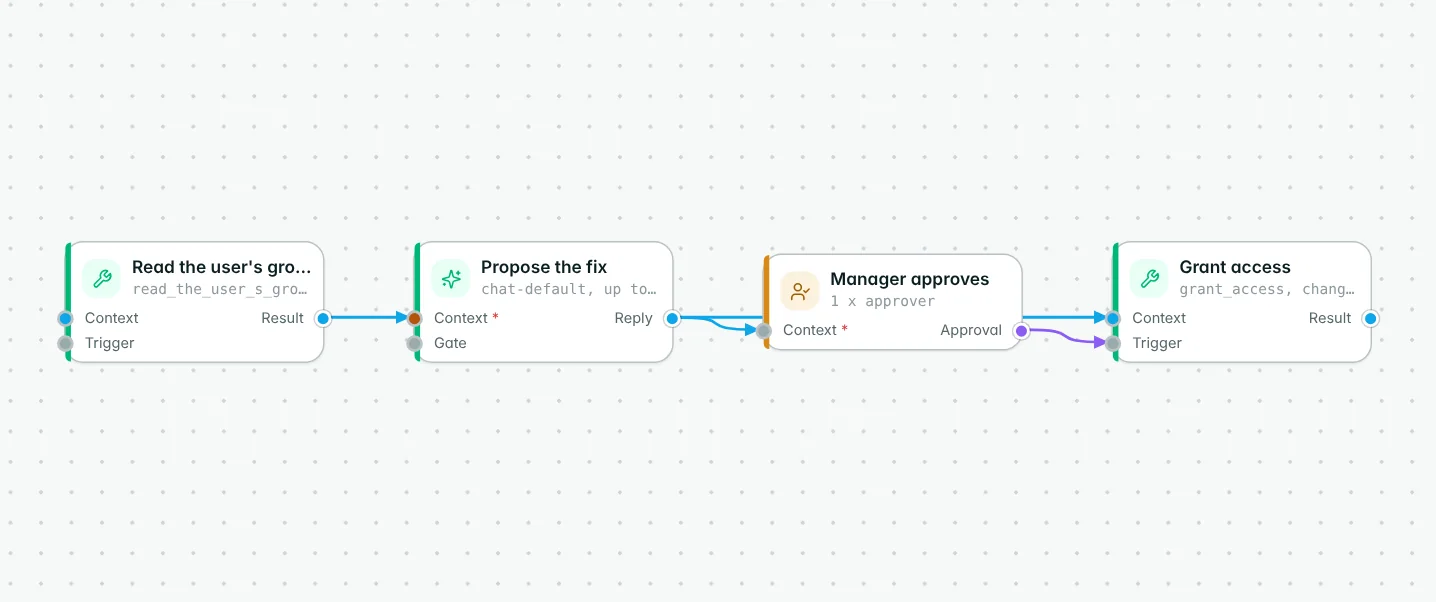 Read the user's gro...
read_the_user_s_gro...
Context
Result
Trigger
Propose the fix
chat-default, up to...
Context *
Reply
Gate
Manager approves
1 x approver
Context *
Approval
Grant access
grant_access, chang...
Context
Result
Trigger